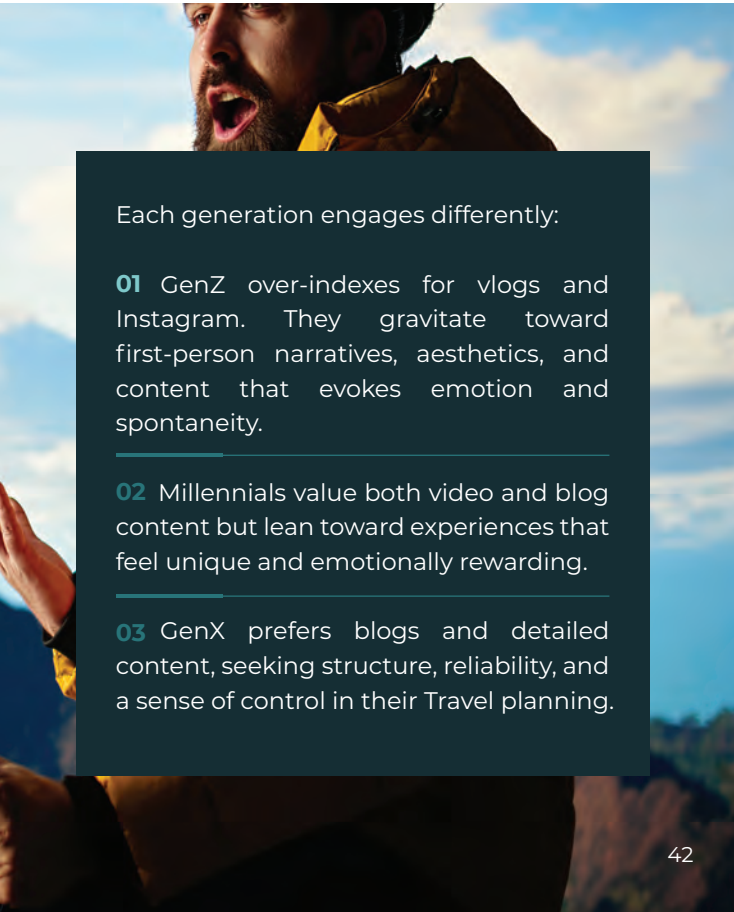 Each generation engages differently:
01 GenZ over-indexes for vlogs and
Instagram. They gravitate toward
first-person narratives, aesthetics, and
content that evokes emotion and
spontaneity.
02 Millennials value both video and blog
content but lean toward experiences that
feel unique and emotionally rewarding.
03 GenX prefers blogs and detailed
content, seeking structure, reliability, and
a sense of control in their Travel planning.
42